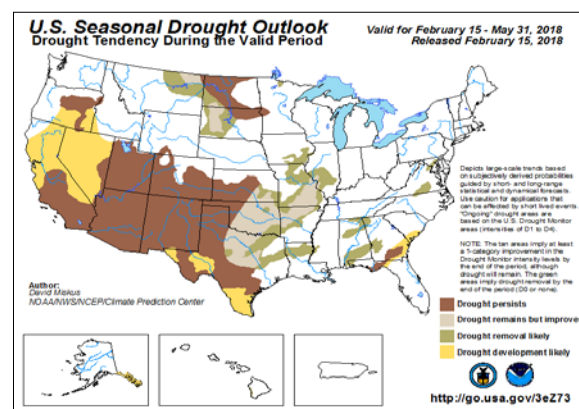 U.S. Seasonal Drought Outlook
Drought Tendency During the Valid Period
Valid for February 15 - May 31, 2018
Released February 15, 2018
Depicts large-scale trends based
on subjectively derived probabilities
guided by short- and long-range
statistical and dynamical forecasts.
Use caution for applications that
can be affected by short lived events.
"Ongoing" drought areas are
based on the U.S. Drought Monitor
areas (intensities of D1 to D4).
NOTE: The tan areas imply at least
a 1-category improvement in
the Drought Monitor intensity levels by
the end of the period, although
drought will remain. The green
areas imply drought removal by the
end of the period (D0 or none).
Author:
David Miskus
NOAA/NWS/NCEP/Climate Prediction Center
Drought persists
Drought remains but improve
Drought removal likely
Drought development likely
http://go.usa.gov/3eZ73